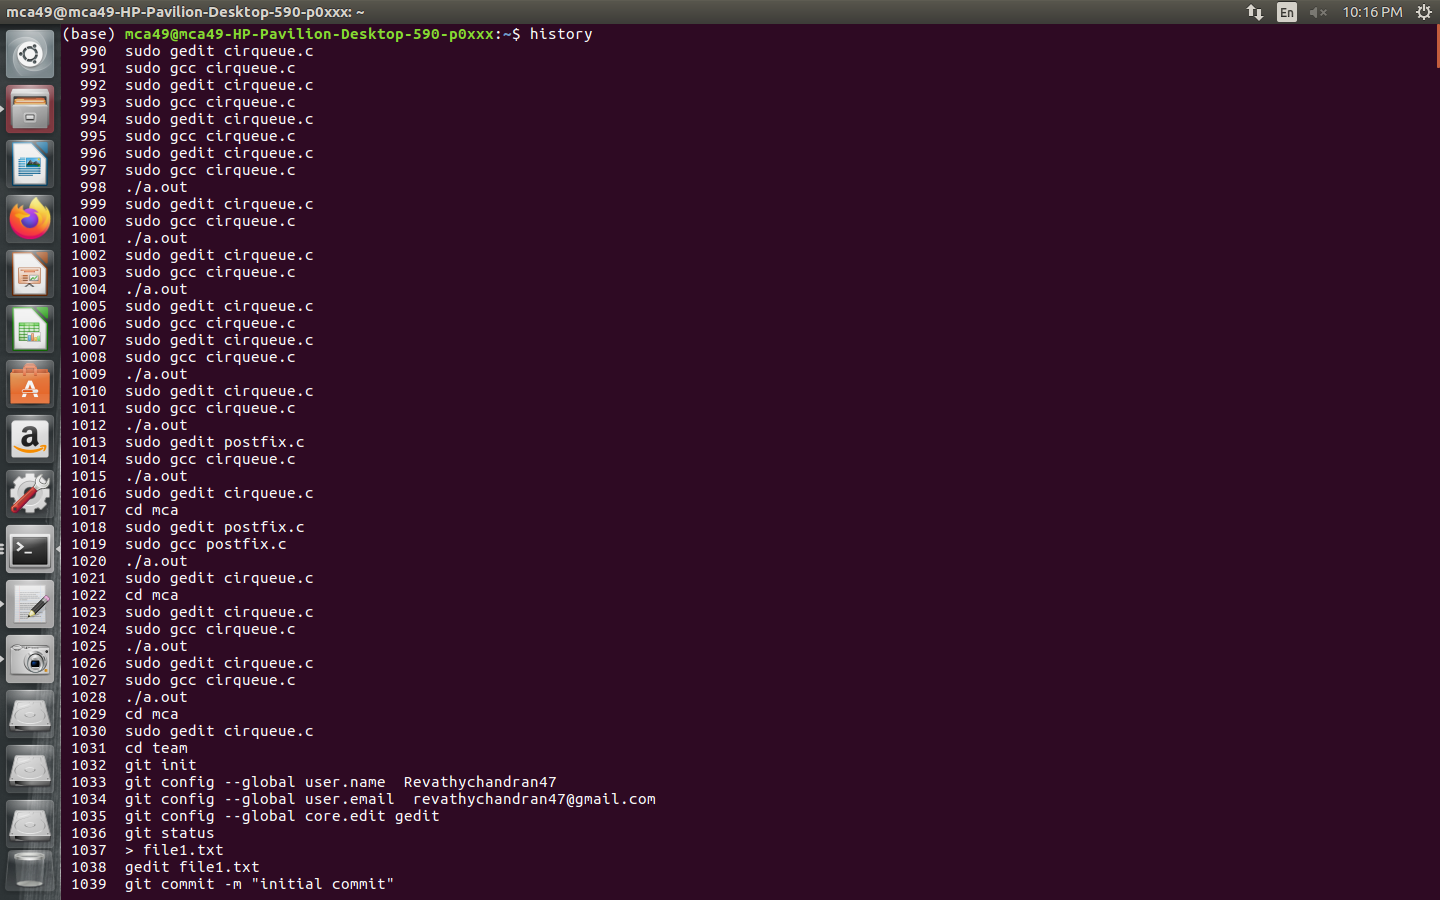 mca49@mca49-HP-Pavilion-Desktop-590-p0xxx: ~ En 10:16 PM
(base) mca49@mca49-HP-Pavilion-Desktop-590-p0xxx:~$ history
990 sudo gedit cirqueue.c
991 sudo gcc cirqueue.c
992 sudo gedit cirqueue.c
993 sudo gcc cirqueue.c
994 sudo gedit cirqueue.c
995 sudo gcc cirqueue.c
996 sudo gedit cirqueue.c
997 sudo gcc cirqueue.c
998 ./a.out
999 sudo gedit cirqueue.c
1000 sudo gcc cirqueue.c
1001 ./a.out
1002 sudo gedit cirqueue.c
1003 sudo gcc cirqueue.c
1004 ./a.out
1005 sudo gedit cirqueue.c
1006 sudo gcc cirqueue.c
1007 sudo gedit cirqueue.c
1008 sudo gcc cirqueue.c
1009 ./a.out
1010 sudo gedit cirqueue.c
1011 sudo gcc cirqueue.c
1012 ./a.out
1013 sudo gedit postfix.c
1014 sudo gcc cirqueue.c
1015 ./a.out
1016 sudo gedit cirqueue.c
1017 cd mca
1018 sudo gedit postfix.c
1019 sudo gcc postfix.c
1020 ./a.out
1021 sudo gedit cirqueue.c
1022 cd mca
1023 sudo gedit cirqueue.c
1024 sudo gcc cirqueue.c
1025 ./a.out
1026 sudo gedit cirqueue.c
1027 sudo gcc cirqueue.c
1028 ./a.out
1029 cd mca
1030 sudo gedit cirqueue.c
1031 cd team
1032 git init
1033 git config --global user.name  Revathychandran47
1034 git config --global user.email  revathychandran47@gmail.com
1035 git config --global core.edit gedit
1036 git status
1037 > file1.txt
1038 gedit file1.txt
1039 git commit -m "initial commit"